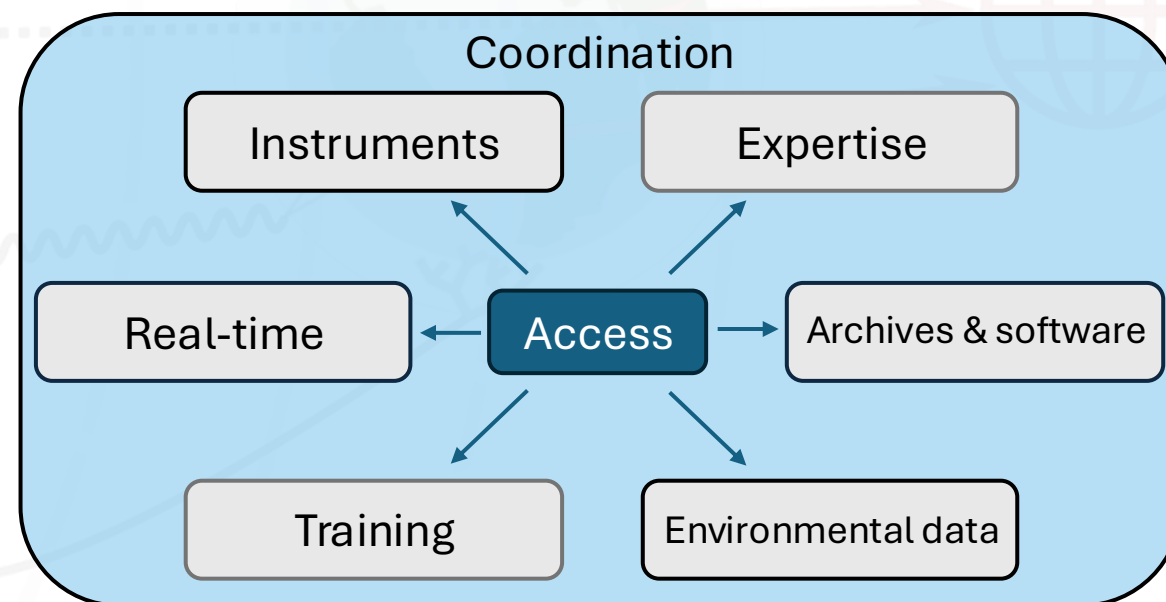 Coordination
Instruments
Expertise
Real-time
Access
Archives & software
Training
Environmental data